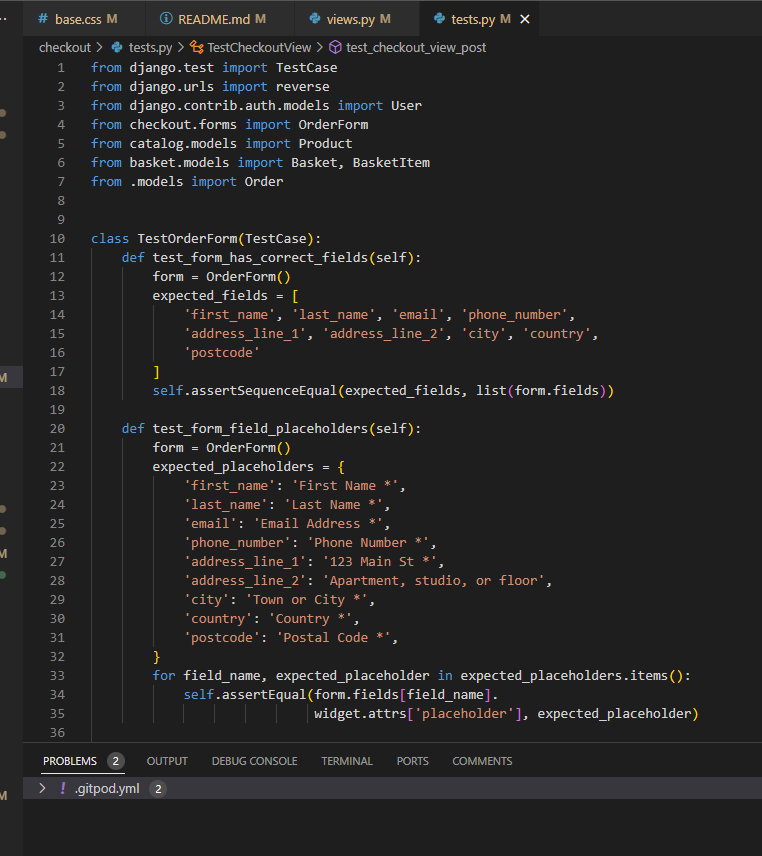 # base.css M README.md M views.py M tests.py M
checkout > tests.py > TestCheckoutView > test_checkout_view_post
1 from django.test import TestCase
2 from django.urls import reverse
3 from django.contrib.auth.models import User
4 from checkout.forms import OrderForm
5 from catalog.models import Product
6 from basket.models import Basket, BasketItem
7 from .models import Order
8
9
10 class TestOrderForm(TestCase):
11     def test_form_has_correct_fields(self):
12         form = OrderForm()
13         expected_fields = [
14             'first_name', 'last_name', 'email', 'phone_number',
15             'address_line_1', 'address_line_2', 'city', 'country',
16             'postcode'
17         ]
18         self.assertSequenceEqual(expected_fields, list(form.fields))
19
20     def test_form_field_placeholders(self):
21         form = OrderForm()
22         expected_placeholders = {
23             'first_name': 'First Name *',
24             'last_name': 'Last Name *',
25             'email': 'Email Address *',
26             'phone_number': 'Phone Number *',
27             'address_line_1': '123 Main St *',
28             'address_line_2': 'Apartment, studio, or floor',
29             'city': 'Town or City *',
30             'country': 'Country *',
31             'postcode': 'Postal Code *',
32         }
33         for field_name, expected_placeholder in expected_placeholders.items():
34             self.assertEqual(form.fields[field_name].
35                              widget.attrs['placeholder'], expected_placeholder)
36
M
M
M
PROBLEMS 2 OUTPUT DEBUG CONSOLE TERMINAL PORTS COMMENTS
> ! .gitpod.yml 2